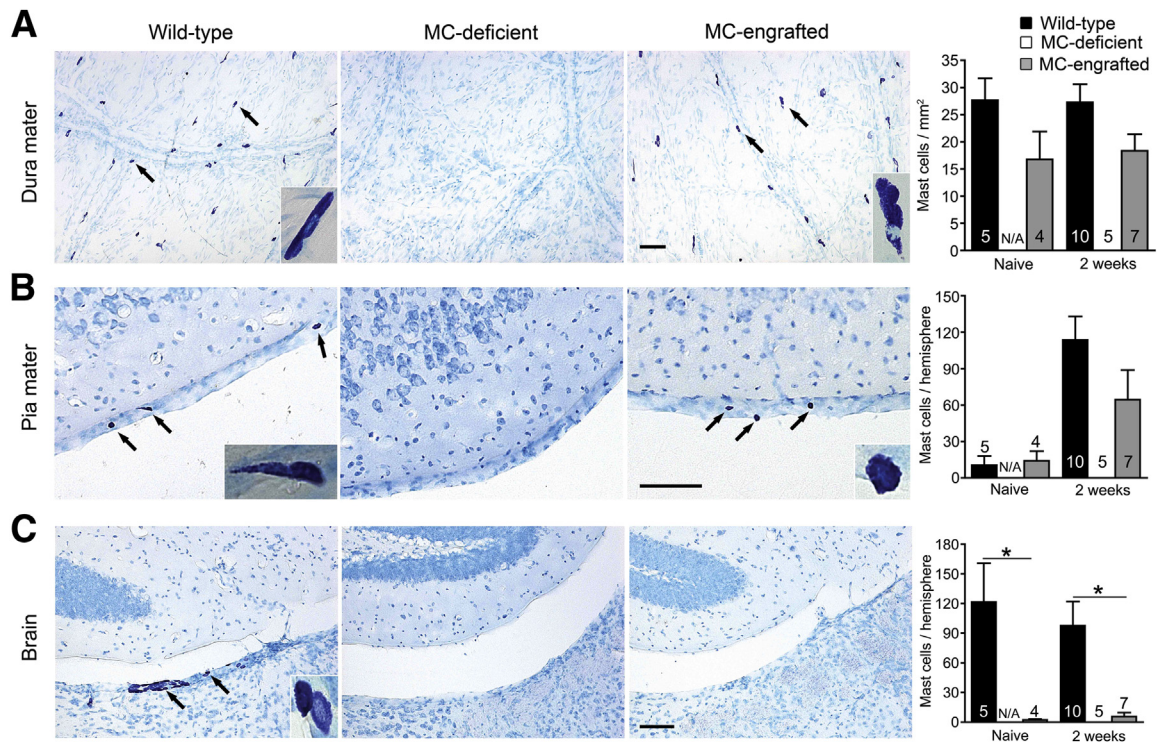 A
Wild-type
MC-deficient
MC-engrafted
Dura mater
Wild-type
MC-deficient
MC-engrafted
Mast cells / mm²
35
30
25
20
15
10
5
0
5
N/A
4
10
5
7
Naive
2 weeks
B
Pia mater
Mast cells / hemisphere
150
120
90
60
30
0
5
N/A
4
10
5
7
Naive
2 weeks
C
Brain
Mast cells / hemisphere
180
150
120
90
60
30
0
*
*
5
N/A
4
10
5
7
Naive
2 weeks